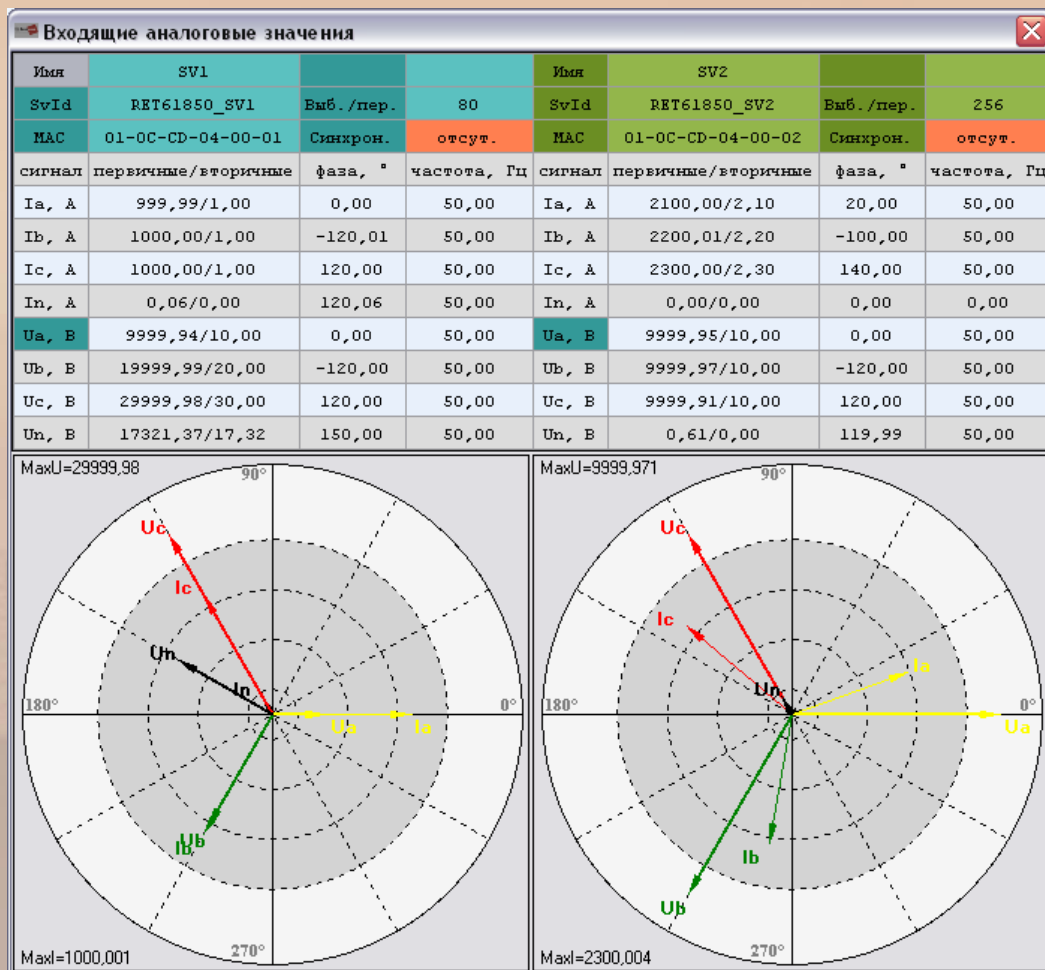 Входящие аналоговые значения
Имя SV1 Имя SV2
SvId RET61850_SV1 Выб./пер. 80 SvId RET61850_SV2 Выб./пер. 256
MAC 01-0C-CD-04-00-01 Синхрон. отсут. MAC 01-0C-CD-04-00-02 Синхрон. отсут.
сигнал первичные/вторичные фаза, ° частота, Гц сигнал первичные/вторичные фаза, ° частота, Гц
Ia, А 999,99/1,00 0,00 50,00 Ia, А 2100,00/2,10 20,00 50,00
Ib, А 1000,00/1,00 -120,01 50,00 Ib, А 2200,01/2,20 -100,00 50,00
Ic, А 1000,00/1,00 120,00 50,00 Ic, А 2300,00/2,30 140,00 50,00
In, А 0,06/0,00 120,06 50,00 In, А 0,00/0,00 0,00 0,00
Ua, В 9999,94/10,00 0,00 50,00 Ua, В 9999,95/10,00 0,00 50,00
Ub, В 19999,99/20,00 -120,00 50,00 Ub, В 9999,97/10,00 -120,00 50,00
Uc, В 29999,98/30,00 120,00 50,00 Uc, В 9999,91/10,00 120,00 50,00
Un, В 17321,37/17,32 150,00 50,00 Un, В 0,61/0,00 119,99 50,00
MaxU=29999,98
90°
Uc
Ic
Un
In
180°
0°
Ua
Ia
Ub
Ib
270°
MaxI=1000,001
MaxU=9999,971
90°
Uc
Ic
Ia
Un
180°
0°
Ua
Ib
Ub
270°
MaxI=2300,004